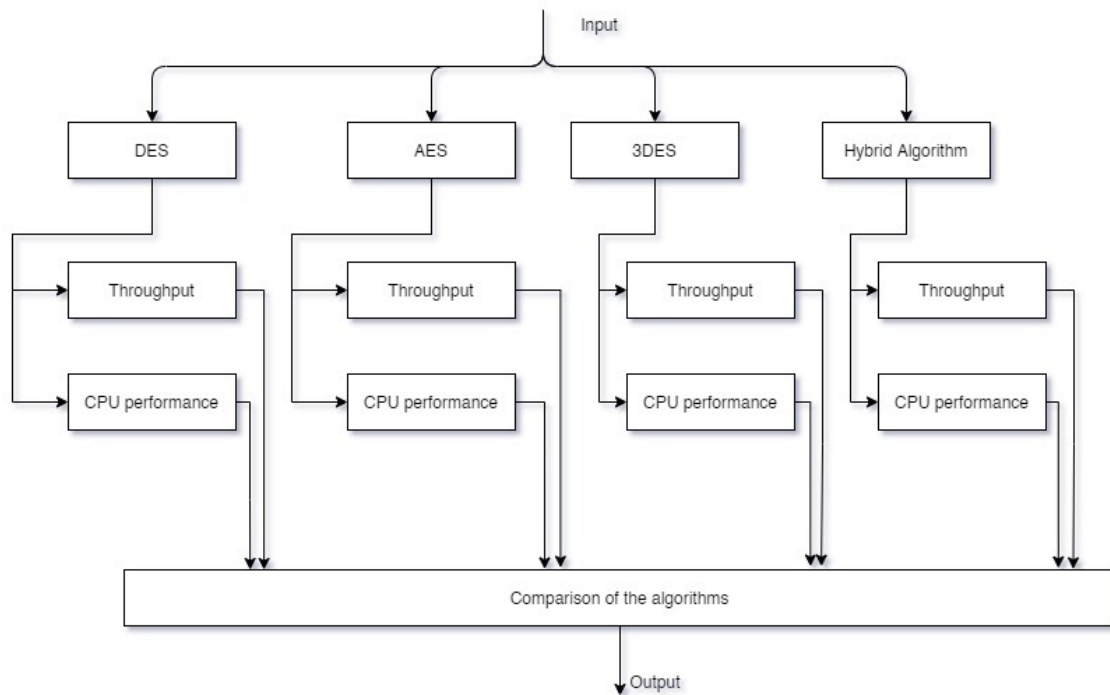 Input
DES
AES
3DES
Hybrid Algorithm
Throughput
Throughput
Throughput
Throughput
CPU performance
CPU performance
CPU performance
CPU performance
Comparison of the algorithms
Output